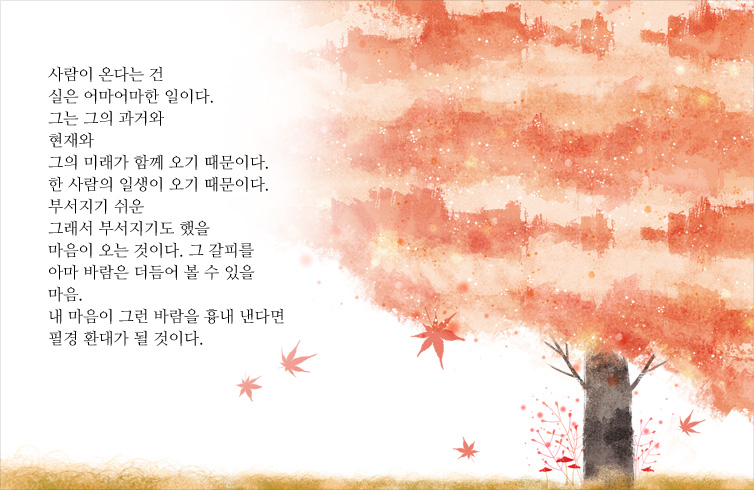 사람이 온다는 건
실은 어마어마한 일이다.
그는 그의 과거와
현재와
그의 미래가 함께 오기 때문이다.
한 사람의 일생이 오기 때문이다.
부서지기 쉬운
그래서 부서지기도 했을
마음이 오는 것이다. 그 갈피를
아마 바람은 더듬어 볼 수 있을
마음.
내 마음이 그런 바람을 흉내 낸다면
필경 환대가 될 것이다.